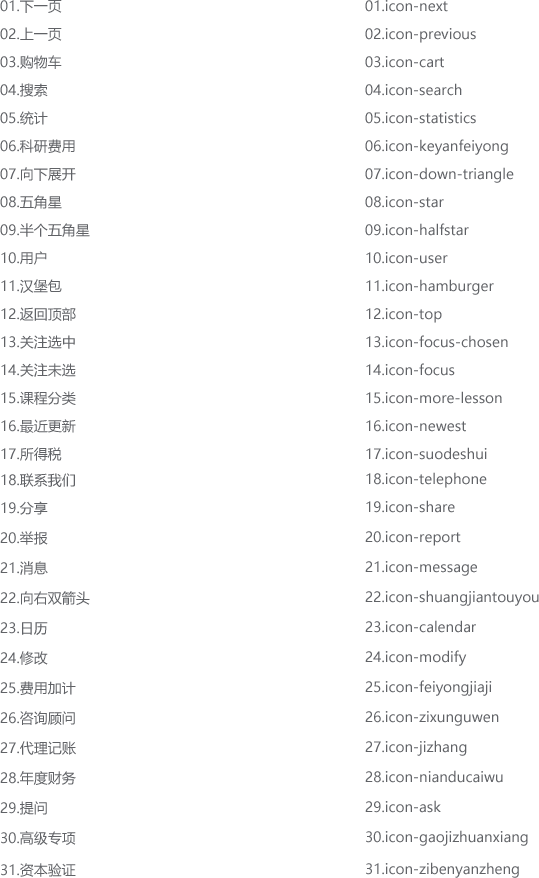 01.下一页 01.icon-next
02.上一页 02.icon-previous
03.购物车 03.icon-cart
04.搜索 04.icon-search
05.统计 05.icon-statistics
06.科研费用 06.icon-keyanfeiyong
07.向下展开 07.icon-down-triangle
08.五角星 08.icon-star
09.半个五角星 09.icon-halfstar
10.用户 10.icon-user
11.汉堡包 11.icon-hamburger
12.返回顶部 12.icon-top
13.关注选中 13.icon-focus-chosen
14.关注未选 14.icon-focus
15.课程分类 15.icon-more-lesson
16.最近更新 16.icon-newest
17.所得税 17.icon-suodeshui
18.联系我们 18.icon-telephone
19.分享 19.icon-share
20.举报 20.icon-report
21.消息 21.icon-message
22.向右双箭头 22.icon-shuangjiantouyou
23.日历 23.icon-calendar
24.修改 24.icon-modify
25.费用加计 25.icon-feiyongjiaji
26.咨询顾问 26.icon-zixunguwen
27.代理记账 27.icon-jizhang
28.年度财务 28.icon-nianducaiwu
29.提问 29.icon-ask
30.高级专项 30.icon-gaojizhuanxiang
31.资本验证 31.icon-zibenyanzheng